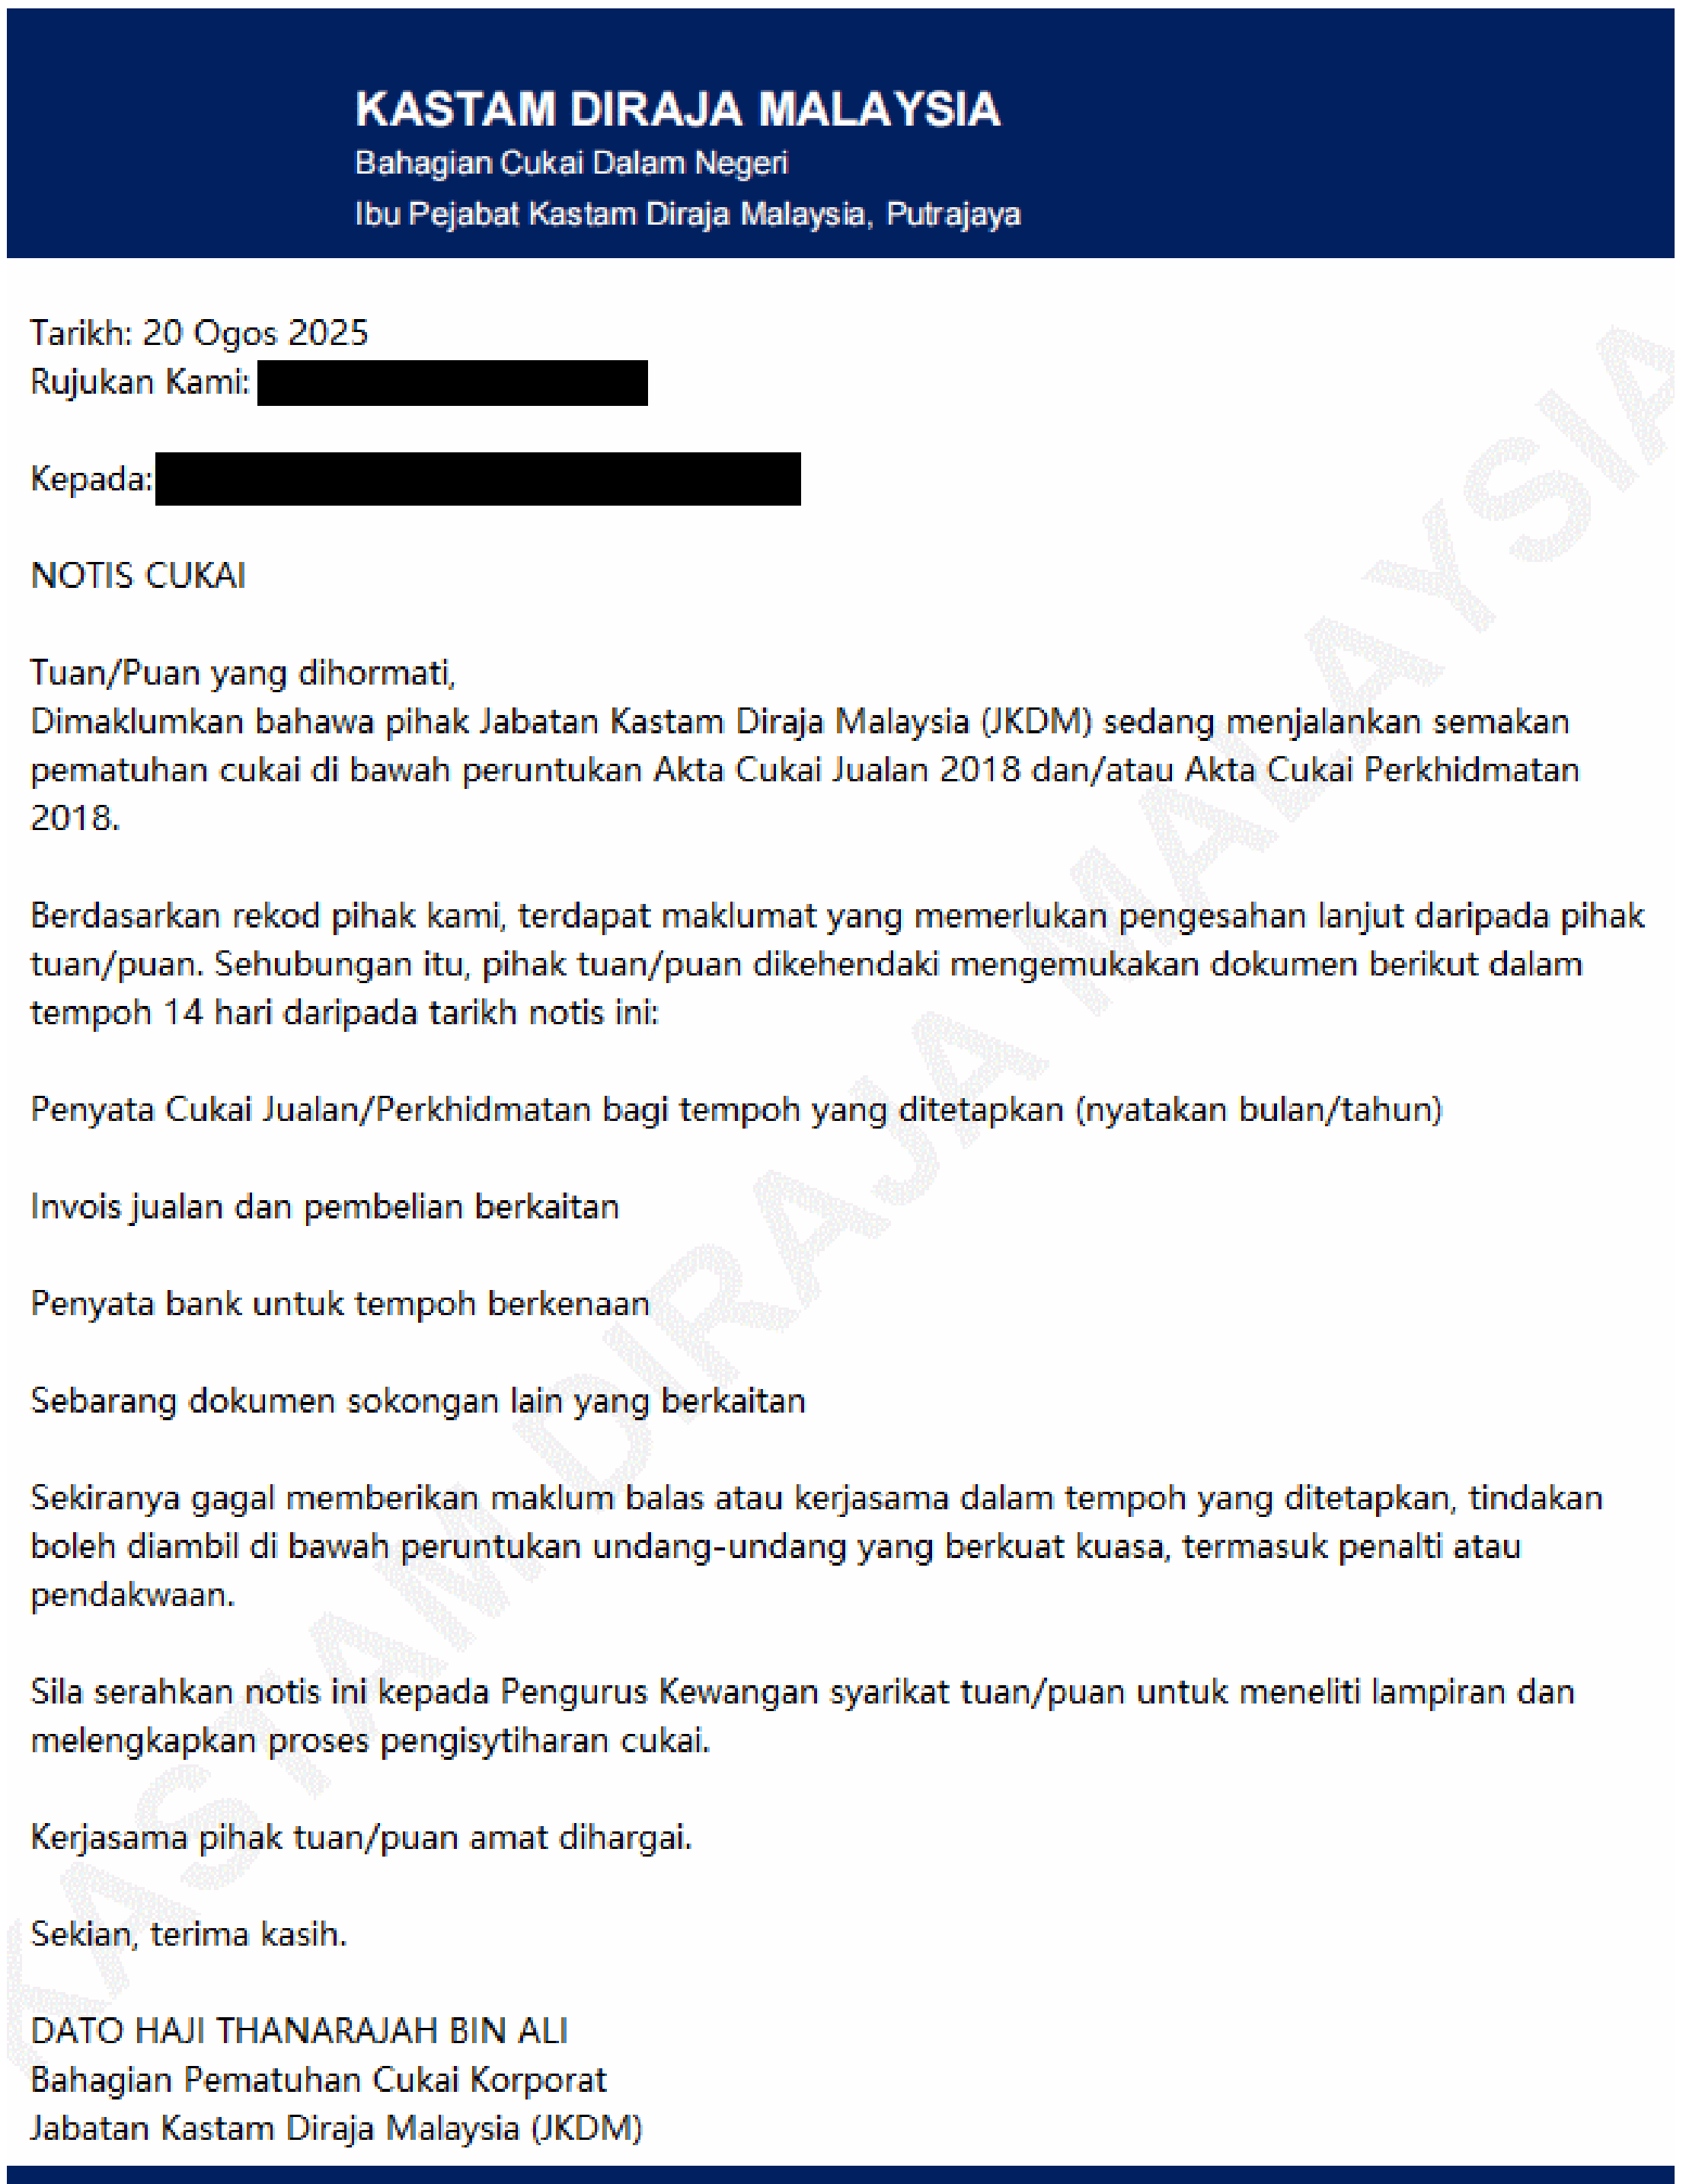 KASTAM DIRAJA MALAYSIA
Bahagian Cukai Dalam Negeri
Ibu Pejabat Kastam Diraja Malaysia, Putrajaya
Tarikh: 20 Ogos 2025
Rujukan Kami:
Kepada:
NOTIS CUKAI
Tuan/Puan yang dihormati,
Dimaklumkan bahawa pihak Jabatan Kastam Diraja Malaysia (JKDM) sedang menjalankan semakan
pematuhan cukai di bawah peruntukan Akta Cukai Jualan 2018 dan/atau Akta Cukai Perkhidmatan
2018.
Berdasarkan rekod pihak kami, terdapat maklumat yang memerlukan pengesahan lanjut daripada pihak
tuan/puan. Sehubungan itu, pihak tuan/puan dikehendaki mengemukakan dokumen berikut dalam
tempoh 14 hari daripada tarikh notis ini:
Penyata Cukai Jualan/Perkhidmatan bagi tempoh yang ditetapkan (nyatakan bulan/tahun)
Invois jualan dan pembelian berkaitan
Penyata bank untuk tempoh berkenaan
Sebarang dokumen sokongan lain yang berkaitan
Sekiranya gagal memberikan maklum balas atau kerjasama dalam tempoh yang ditetapkan, tindakan
boleh diambil di bawah peruntukan undang-undang yang berkuat kuasa, termasuk penalti atau
pendakwaan.
Sila serahkan notis ini kepada Pengurus Kewangan syarikat tuan/puan untuk meneliti lampiran dan
melengkapkan proses pengisytiharan cukai.
Kerjasama pihak tuan/puan amat dihargai.
Sekian, terima kasih.
DATO HAJI THANARAJAH BIN ALI
Bahagian Pematuhan Cukai Korporat
Jabatan Kastam Diraja Malaysia (JKDM)
KASTAM DIRAJA MALAYSIA